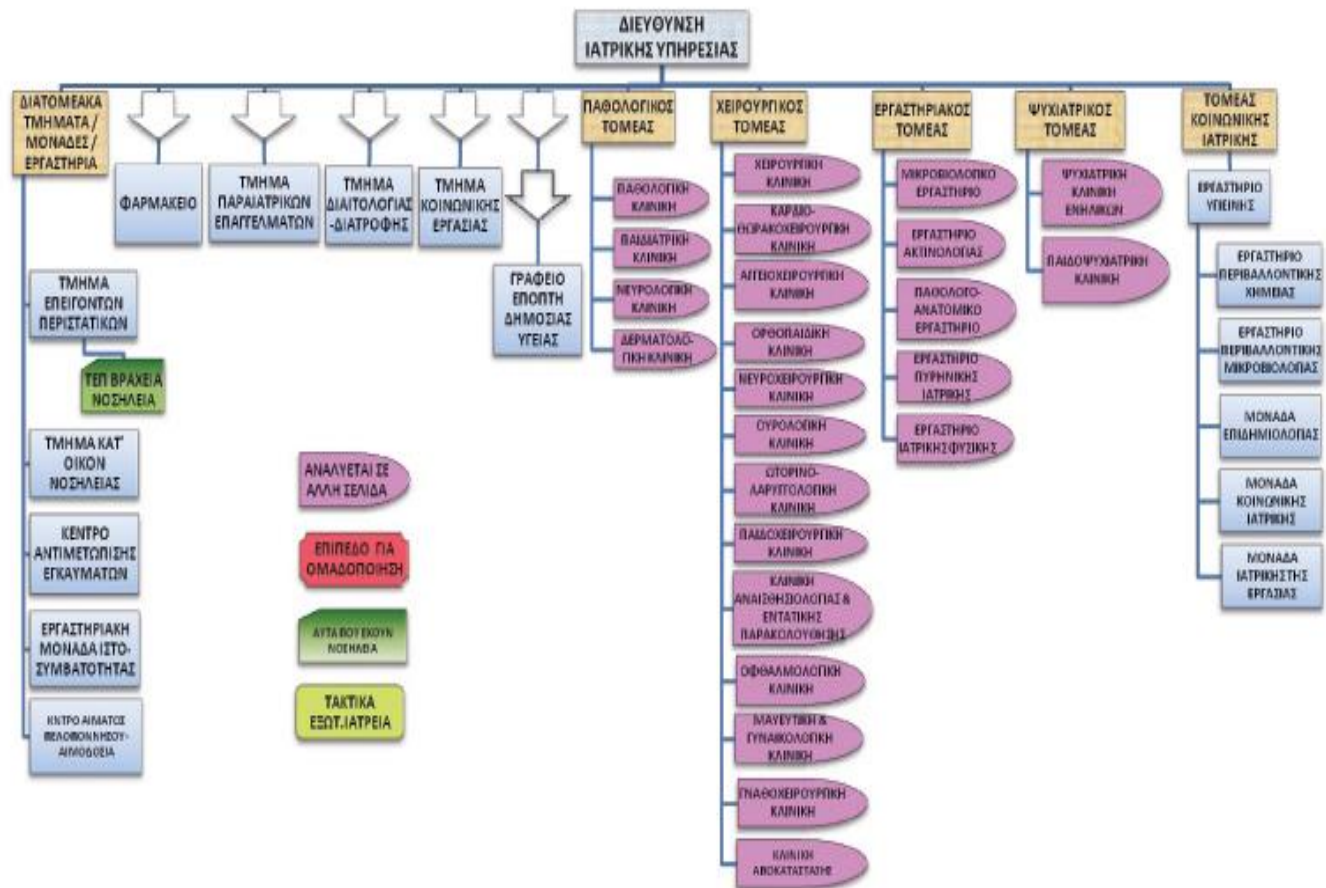 ΔΙΕΥΘΥΝΣΗ
ΙΑΤΡΙΚΗΣ ΥΠΗΡΕΣΙΑΣ
ΔΙΑΤΟΜΕΑΚΑ
ΤΜΗΜΑΤΑ /
ΜΟΝΑΔΕΣ /
ΕΡΓΑΣΤΗΡΙΑ
ΤΜΗΜΑ
ΕΠΕΙΓΟΝΤΩΝ
ΠΕΡΙΣΤΑΤΙΚΩΝ
ΤΕΠ ΒΡΑΧΕΙΑ
ΝΟΣΗΛΕΙΑ
ΤΜΗΜΑ ΚΑΤ'
ΟΙΚΟΝ
ΝΟΣΗΛΕΙΑΣ
ΚΕΝΤΡΟ
ΑΝΤΙΜΕΤΩΠΙΣΗΣ
ΕΓΚΑΥΜΑΤΩΝ
ΕΡΓΑΣΤΗΡΙΑΚΗ
ΜΟΝΑΔΑ ΙΣΤΟ-
ΣΥΜΒΑΤΟΤΗΤΑΣ
ΚΝΤΡΟ ΑΙΜΑΤΟΣ
ΠΕΛΟΠΟΝΝΗΣΟΥ-
ΑΙΜΟΔΟΣΙΑ
ΦΑΡΜΑΚΕΙΟ
ΤΜΗΜΑ
ΠΑΡΑΙΑΤΡΙΚΩΝ
ΕΠΑΓΓΕΛΜΑΤΩΝ
ΤΜΗΜΑ
ΔΙΑΙΤΟΛΟΓΙΑΣ
-ΔΙΑΤΡΟΦΗΣ
ΤΜΗΜΑ
ΚΟΙΝΩΝΙΚΗΣ
ΕΡΓΑΣΙΑΣ
ΓΡΑΦΕΙΟ
ΕΠΟΠΤΗ
ΔΗΜΟΣΙΑΣ
ΥΓΕΙΑΣ
ΑΝΑΛΥΕΤΑΙ ΣΕ
ΑΛΛΗ ΣΕΛΙΔΑ
ΕΠΙΠΕΔΟ ΓΙΑ
ΟΜΑΔΟΠΟΙΗΣΗ
ΑΥΤΑ ΠΟΥ ΕΧΟΥΝ
ΝΟΣΗΛΕΙΑ
ΤΑΚΤΙΚΑ
ΕΞΩΤ.ΙΑΤΡΕΙΑ
ΠΑΘΟΛΟΓΙΚΟΣ
ΤΟΜΕΑΣ
ΠΑΘΟΛΟΓΙΚΗ
ΚΛΙΝΙΚΗ
ΠΑΙΔΙΑΤΡΙΚΗ
ΚΛΙΝΙΚΗ
ΝΕΥΡΟΛΟΓΙΚΗ
ΚΛΙΝΙΚΗ
ΔΕΡΜΑΤΟΛΟ-
ΓΙΚΗ ΚΛΙΝΙΚΗ
ΧΕΙΡΟΥΡΓΙΚΟΣ
ΤΟΜΕΑΣ
ΧΕΙΡΟΥΡΓΙΚΗ
ΚΛΙΝΙΚΗ
ΚΑΡΔΙΟ-
ΘΩΡΑΚΟΧΕΙΡΟΥΡΓΙΚΗ
ΚΛΙΝΙΚΗ
ΑΓΓΕΙΟΧΕΙΡΟΥΡΓΙΚΗ
ΚΛΙΝΙΚΗ
ΟΡΘΟΠΑΙΔΙΚΗ
ΚΛΙΝΙΚΗ
ΝΕΥΡΟΧΕΙΡΟΥΡΓΙΚΗ
ΚΛΙΝΙΚΗ
ΟΥΡΟΛΟΓΙΚΗ
ΚΛΙΝΙΚΗ
ΩΤΟΡΙΝΟ-
ΛΑΡΥΓΓΟΛΟΓΙΚΗ
ΚΛΙΝΙΚΗ
ΠΑΙΔΟΧΕΙΡΟΥΡΓΙΚΗ
ΚΛΙΝΙΚΗ
ΚΛΙΝΙΚΗ
ΑΝΑΙΣΘΗΣΙΟΛΟΓΙΑΣ &
ΕΝΤΑΤΙΚΗΣ
ΠΑΡΑΚΟΛΟΥΘΗΣΗΣ
ΟΦΘΑΛΜΟΛΟΓΙΚΗ
ΚΛΙΝΙΚΗ
ΜΑΙΕΥΤΙΚΗ &
ΓΥΝΑΙΚΟΛΟΓΙΚΗ
ΚΛΙΝΙΚΗ
ΓΝΑΘΟΧΕΙΡΟΥΡΓΙΚΗ
ΚΛΙΝΙΚΗ
ΚΛΙΝΙΚΗ
ΑΠΟΚΑΤΑΣΤΑΣΗΣ
ΕΡΓΑΣΤΗΡΙΑΚΟΣ
ΤΟΜΕΑΣ
ΜΙΚΡΟΒΙΟΛΟΓΙΚΟ
ΕΡΓΑΣΤΗΡΙΟ
ΕΡΓΑΣΤΗΡΙΟ
ΑΚΤΙΝΟΛΟΓΙΑΣ
ΠΑΘΟΛΟΓΟ-
ΑΝΑΤΟΜΙΚΟ
ΕΡΓΑΣΤΗΡΙΟ
ΕΡΓΑΣΤΗΡΙΟ
ΠΥΡΗΝΙΚΗΣ
ΙΑΤΡΙΚΗΣ
ΕΡΓΑΣΤΗΡΙΟ
ΙΑΤΡΙΚΗΣ ΦΥΣΙΚΗΣ
ΨΥΧΙΑΤΡΙΚΟΣ
ΤΟΜΕΑΣ
ΨΥΧΙΑΤΡΙΚΗ
ΚΛΙΝΙΚΗ
ΕΝΗΛΙΚΩΝ
ΠΑΙΔΟΨΥΧΙΑΤΡΙΚΗ
ΚΛΙΝΙΚΗ
ΤΟΜΕΑΣ
ΚΟΙΝΩΝΙΚΗΣ
ΙΑΤΡΙΚΗΣ
ΕΡΓΑΣΤΗΡΙΟ
ΥΓΙΕΙΝΗΣ
ΕΡΓΑΣΤΗΡΙΟ
ΠΕΡΙΒΑΛΛΟΝΤΙΚΗΣ
ΧΗΜΕΙΑΣ
ΕΡΓΑΣΤΗΡΙΟ
ΠΕΡΙΒΑΛΛΟΝΤΙΚΗΣ
ΜΙΚΡΟΒΙΟΛΟΓΙΑΣ
ΜΟΝΑΔΑ
ΕΠΙΔΗΜΙΟΛΟΓΙΑΣ
ΜΟΝΑΔΑ
ΚΟΙΝΩΝΙΚΗΣ
ΙΑΤΡΙΚΗΣ
ΜΟΝΑΔΑ
ΙΑΤΡΙΚΗΣ ΤΗΣ
ΕΡΓΑΣΙΑΣ